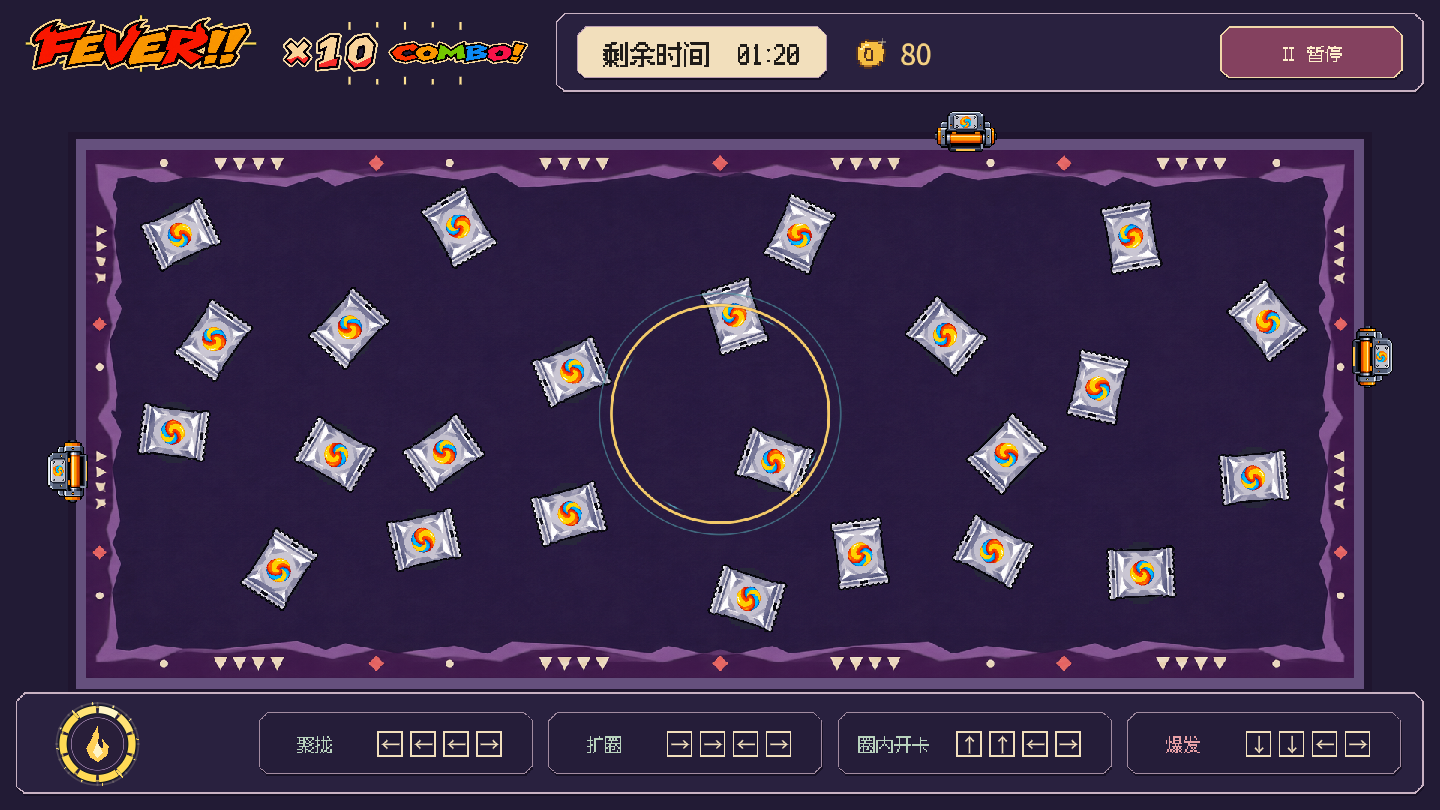 FEVER!! ×10 COMBO! 剩余时间 01:20 80 II 暂停
聚拢 ← ← ← → 扩圈 → → ← → 圈内开卡 ↑ ↑ ← → 爆发 ↓ ↓ ← →